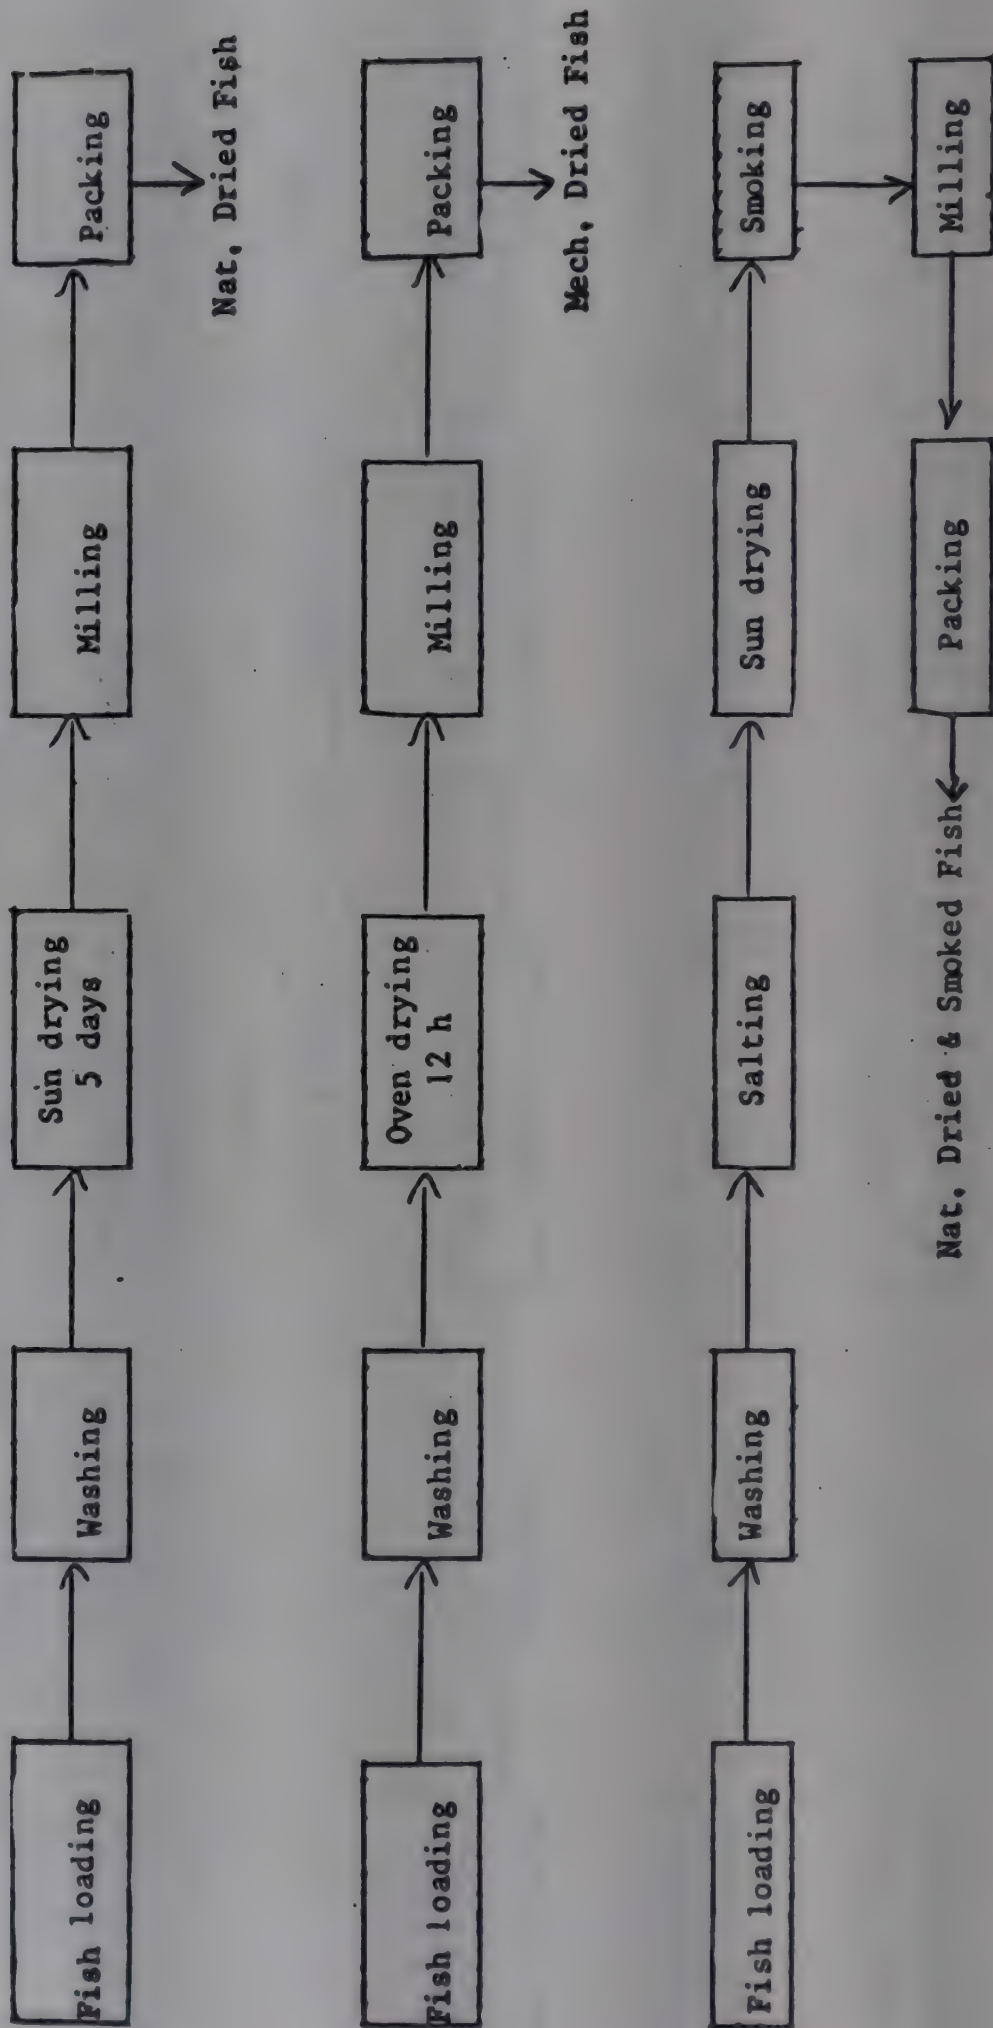 Fish loading
Washing
Sun drying
5 days
Milling
Packing
Nat. Dried Fish
Fish loading
Washing
Oven drying
12 h
Milling
Packing
Mech, Dried Fish
Fish loading
Washing
Salting
Sun drying
Smoking
Milling
Packing
Nat. Dried & Smoked Fish